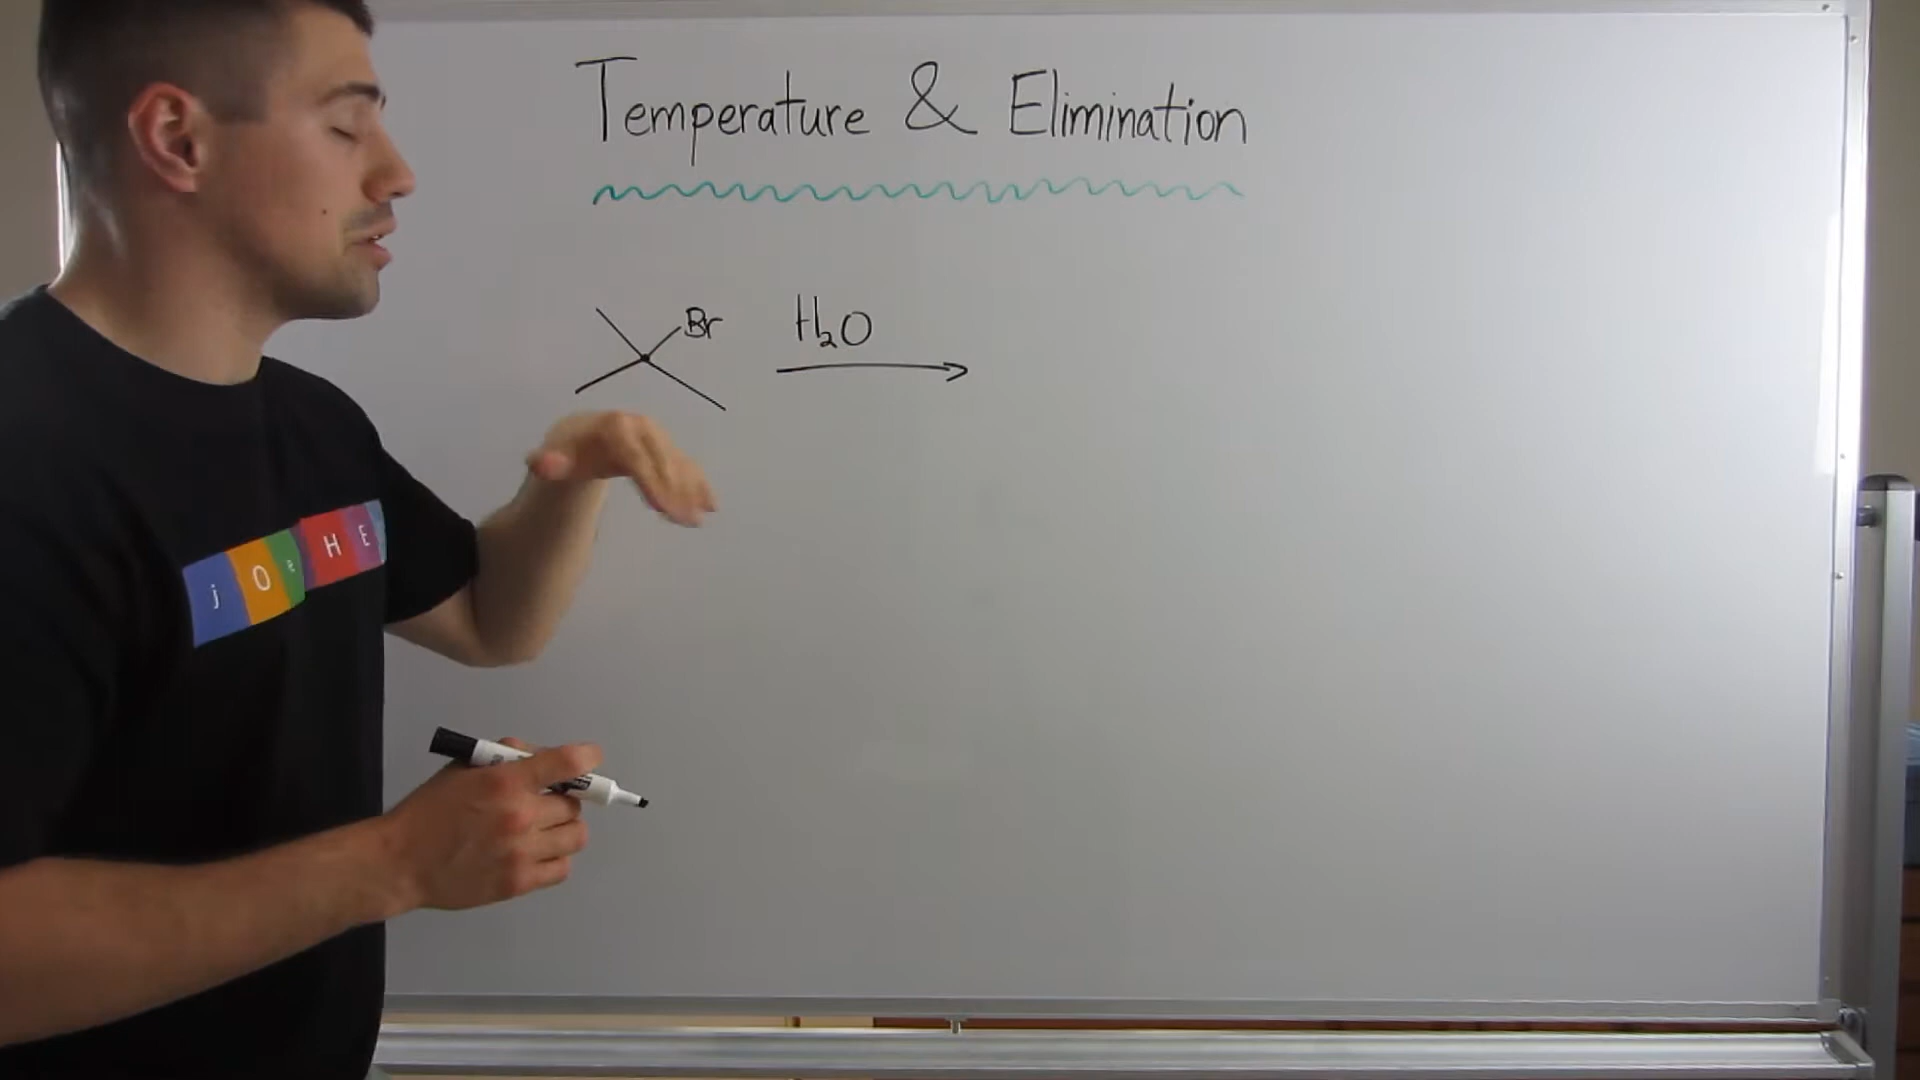 Temperature & Elimination
Br
H₂O
j O H E